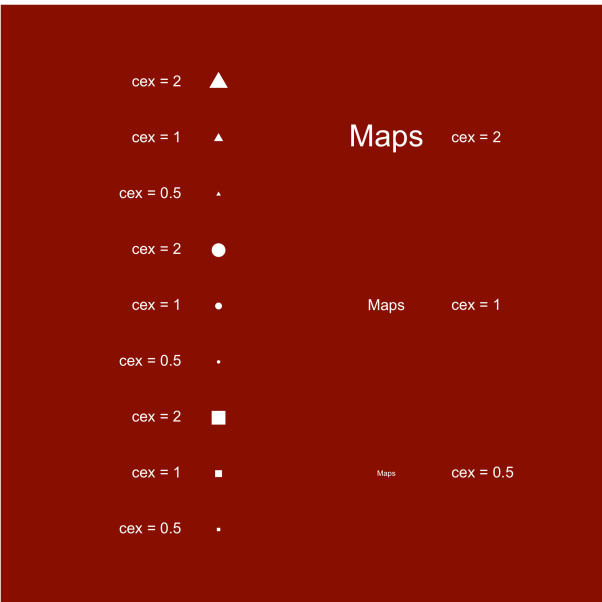 cex = 2
cex = 1
Maps cex = 2
cex = 0.5
cex = 2
cex = 1
Maps cex = 1
cex = 0.5
cex = 2
cex = 1
Maps cex = 0.5
cex = 0.5